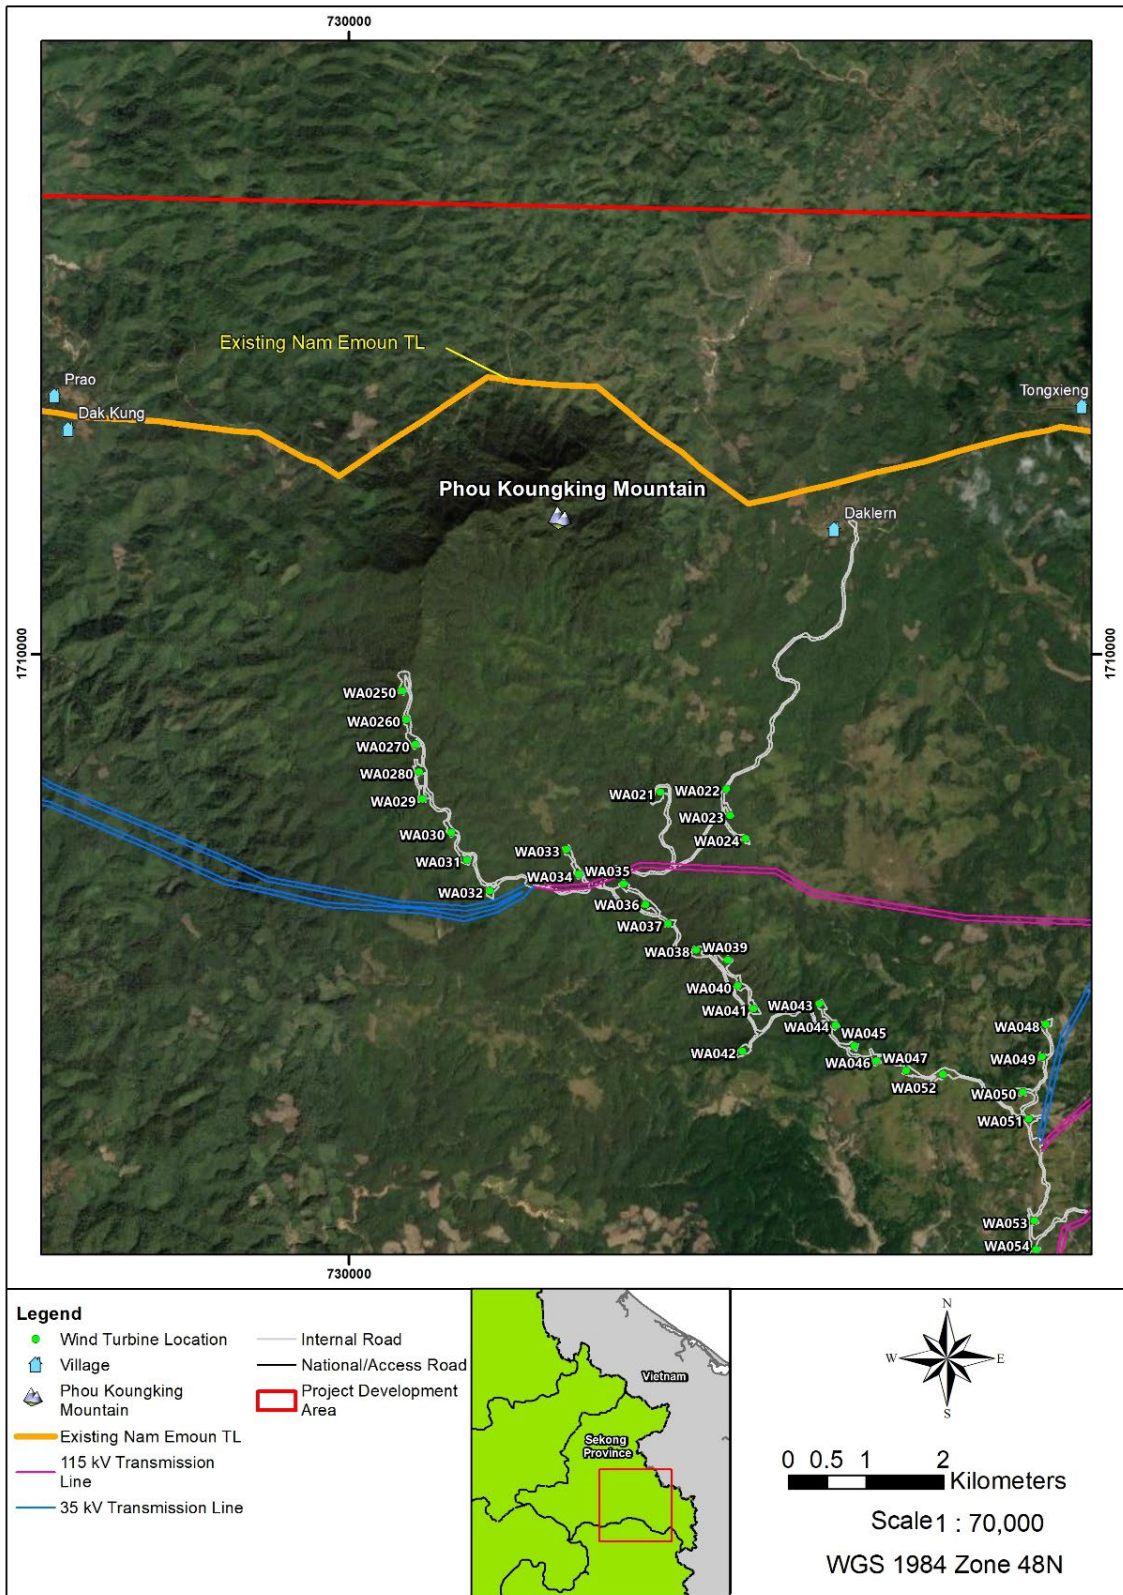 730000
Existing Nam Emoun TL
Prao
Dak Kung
Tongxieng
Phou Koungking Mountain
Daklern
1710000
1710000
WA0250
WA0260
WA0270
WA0280
WA029
WA030
WA031
WA032
WA033
WA034
WA035
WA021
WA022
WA023
WA024
WA036
WA037
WA038
WA039
WA040
WA041
WA042
WA043
WA044
WA045
WA046
WA047
WA052
WA048
WA049
WA050
WA051
WA053
WA054
730000
Legend
Wind Turbine Location
Village
Phou Koungking
Mountain
Existing Nam Emoun TL
115 kV Transmission
Line
35 kV Transmission Line
Internal Road
National/Access Road
Project Development
Area
Vietnam
Sekong
Province
N
W
E
S
0 0.5 1 2
Kilometers
Scale 1 : 70,000
WGS 1984 Zone 48N